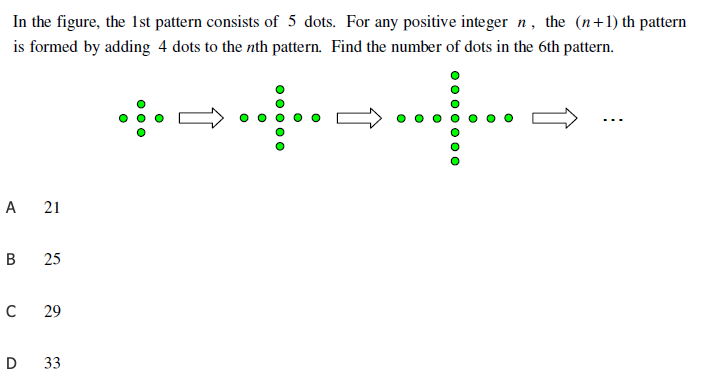 In the figure, the 1st pattern consists of 5 dots. For any positive integer n, the (n+1) th pattern
is formed by adding 4 dots to the nth pattern. Find the number of dots in the 6th pattern.
...
A 21
B 25
C 29
D 33